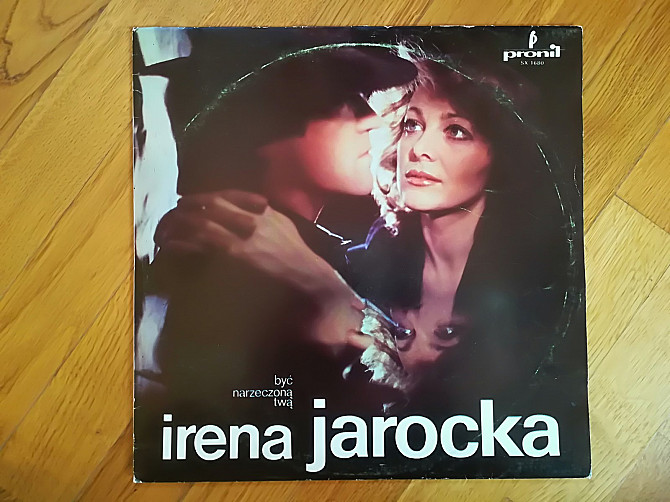 pronit
SX 1680
być
narzeczoną
twą
irena jarocka